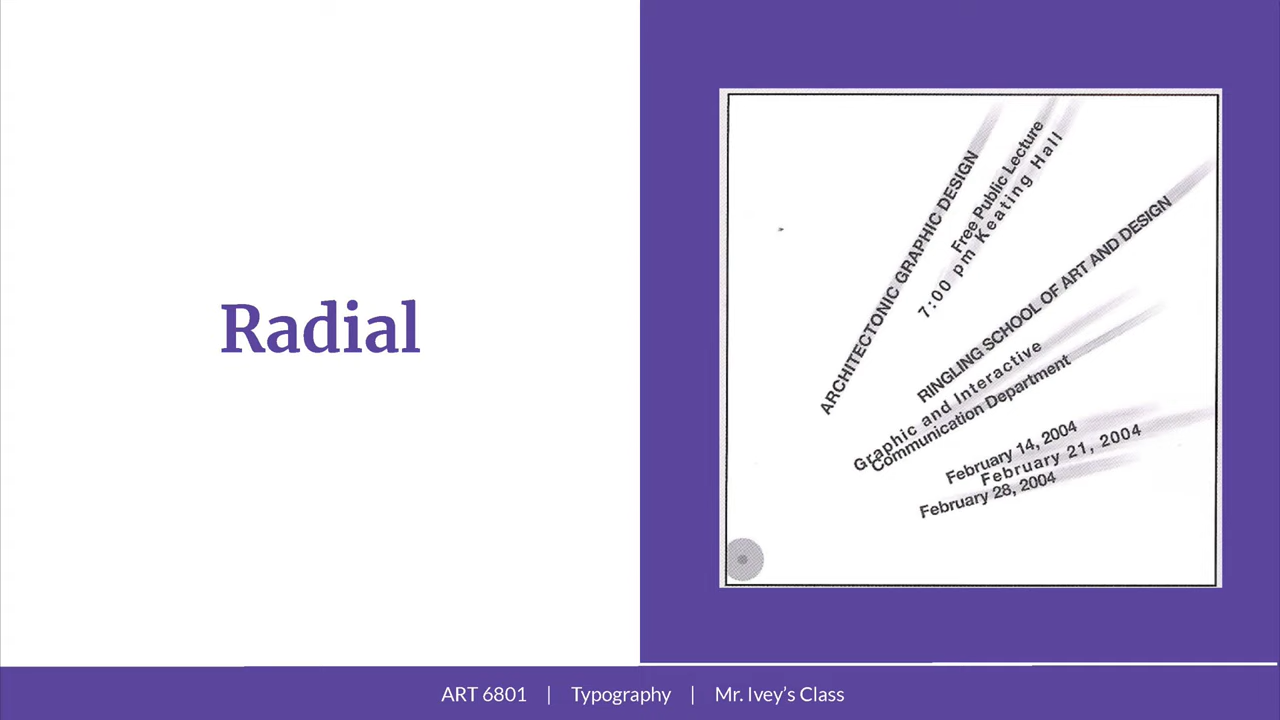 Radial
ARCHITECTONIC GRAPHIC DESIGN
Free Public Lecture
7:00 pm Keating Hall
RINGLING SCHOOL OF ART AND DESIGN
Graphic and Interactive
Communication Department
February 14, 2004
February 21, 2004
February 28, 2004
ART 6801 | Typography | Mr. Ivey's Class